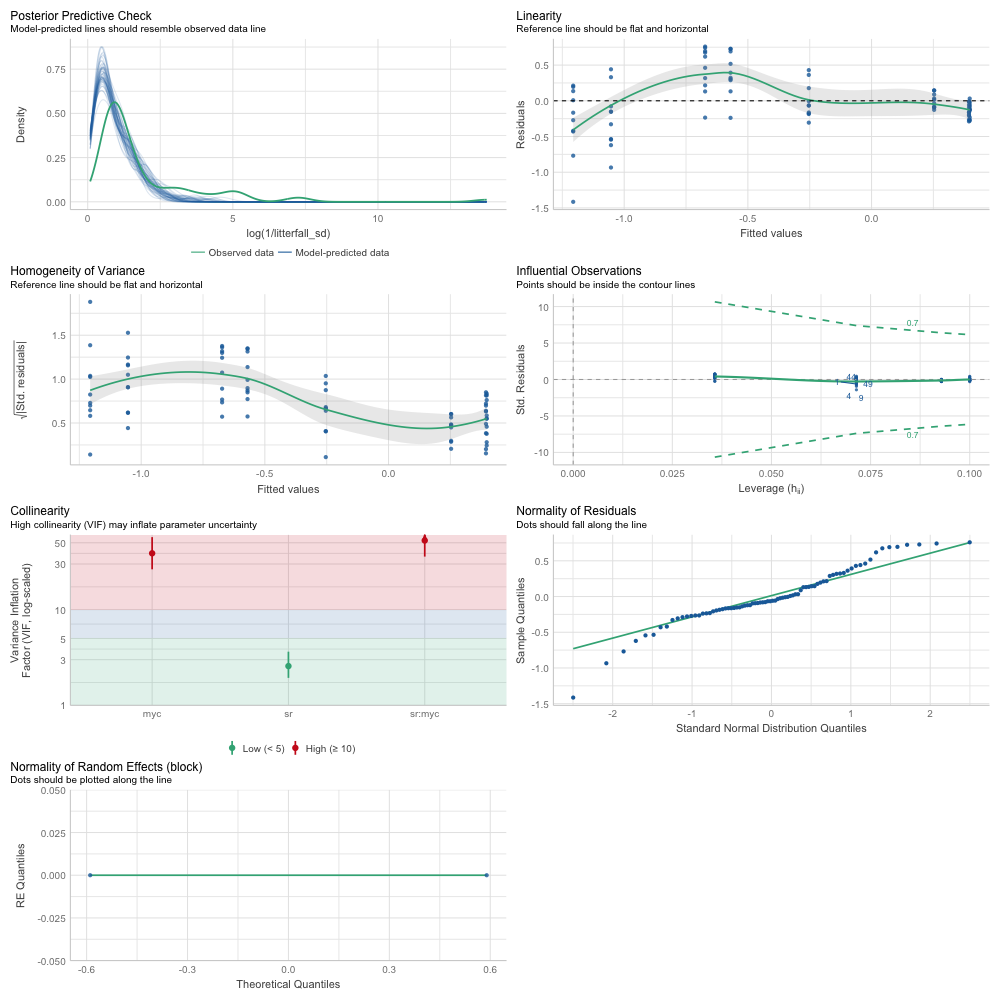 Posterior Predictive Check
Model-predicted lines should resemble observed data line
Density
0.75
0.50
0.25
0.00
0
5
10
log(1/litterfall_sd)
Observed data
Model-predicted data
Linearity
Reference line should be flat and horizontal
Residuals
0.5
0.0
-0.5
-1.0
-1.5
-1.0
-0.5
0.0
Fitted values
Homogeneity of Variance
Reference line should be flat and horizontal
√|Std. residuals|
1.5
1.0
0.5
-1.0
-0.5
0.0
Fitted values
Influential Observations
Points should be inside the contour lines
Std. Residuals
10
5
0
-5
-10
0.7
0.7
49
4
9
0.000
0.025
0.050
0.075
0.100
Leverage (hii)
Collinearity
High collinearity (VIF) may inflate parameter uncertainty
Variance Inflation
Factor (VIF, log-scaled)
50
30
10
5
3
1
myc
sr
sr:myc
Low (< 5)
High (≥ 10)
Normality of Residuals
Dots should fall along the line
Sample Quantiles
0.5
0.0
-0.5
-1.0
-1.5
-2
-1
0
1
2
Standard Normal Distribution Quantiles
Normality of Random Effects (block)
Dots should be plotted along the line
RE Quantiles
0.050
0.025
0.000
-0.025
-0.050
-0.6
-0.3
0.0
0.3
0.6
Theoretical Quantiles